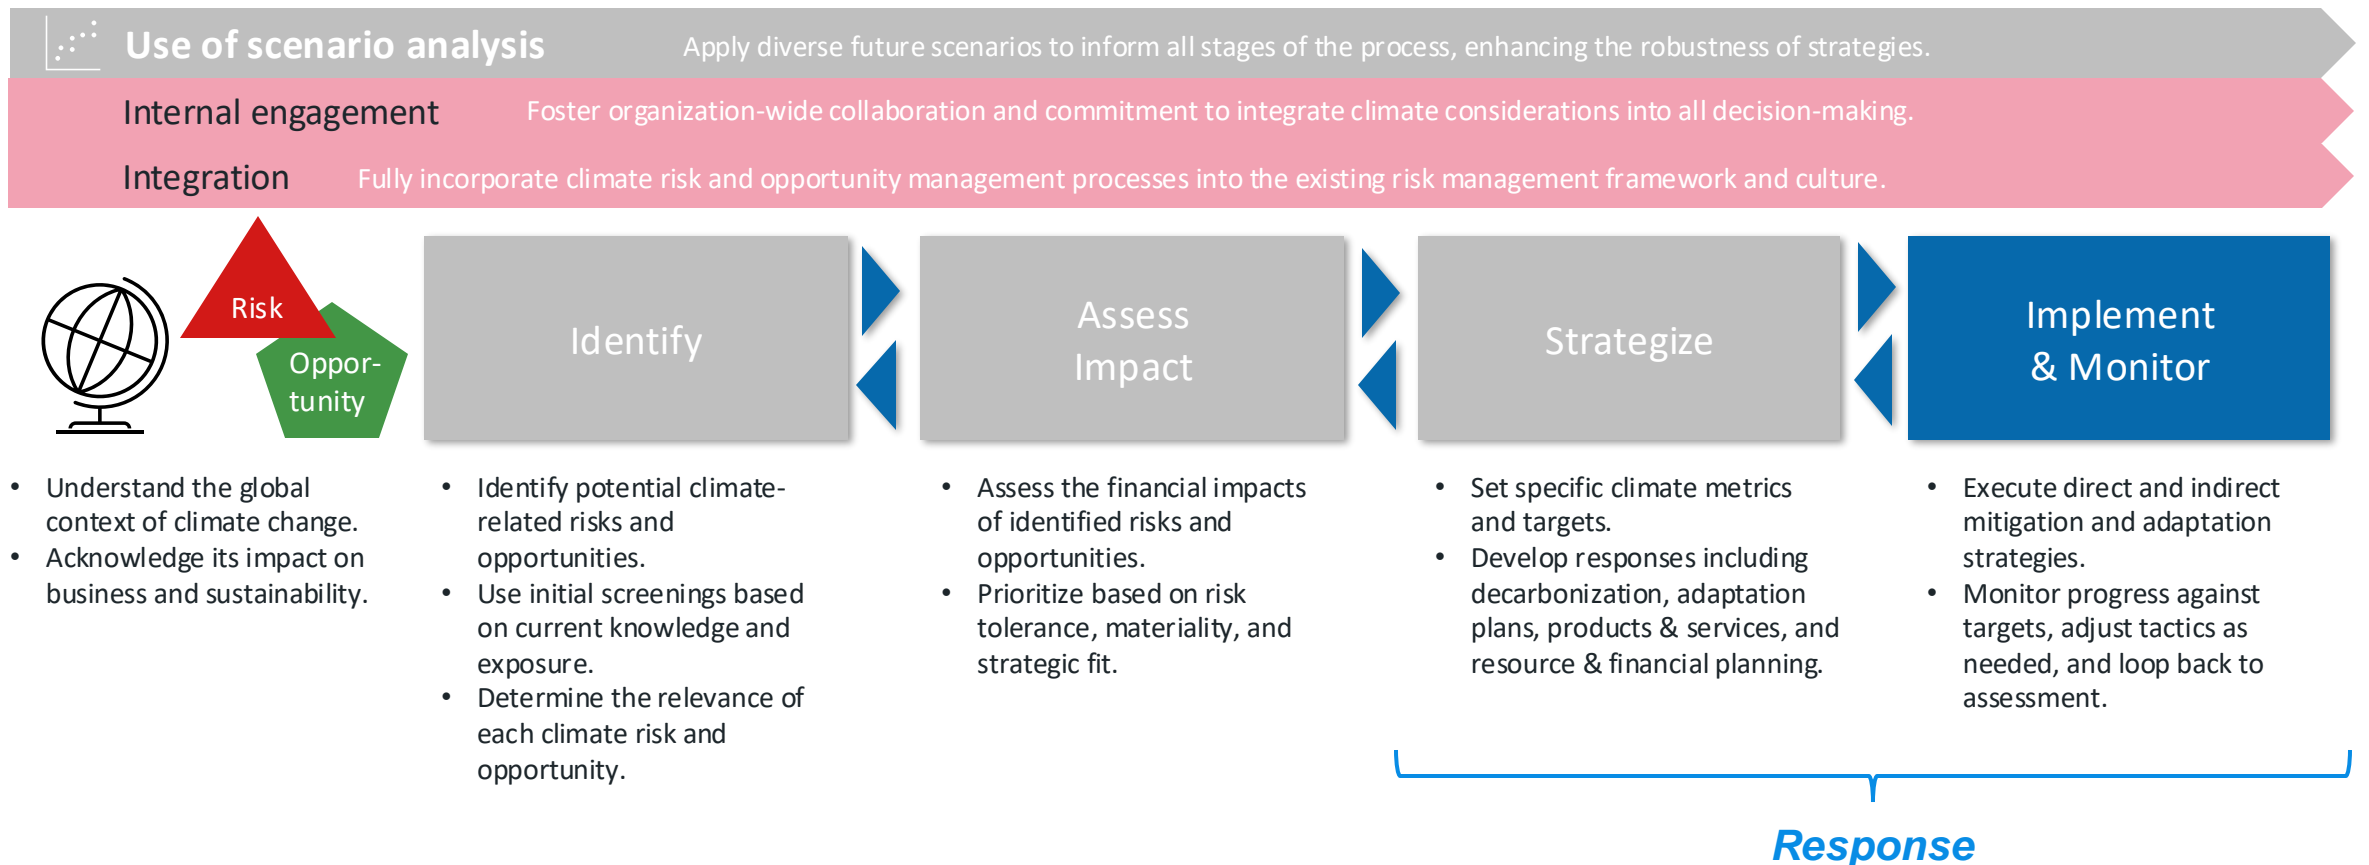 Use of scenario analysis Apply diverse future scenarios to inform all stages of the process, enhancing the robustness of strategies.
Internal engagement Foster organization-wide collaboration and commitment to integrate climate considerations into all decision-making.
Integration Fully incorporate climate risk and opportunity management processes into the existing risk management framework and culture.
Risk
Oppor-
tunity
Identify
Assess
Impact
Strategize
Implement
& Monitor
• Understand the global
context of climate change.
• Acknowledge its impact on
business and sustainability.
• Identify potential climate-
related risks and
opportunities.
• Use initial screenings based
on current knowledge and
exposure.
• Determine the relevance of
each climate risk and
opportunity.
• Assess the financial impacts
of identified risks and
opportunities.
• Prioritize based on risk
tolerance, materiality, and
strategic fit.
• Set specific climate metrics
and targets.
• Develop responses including
decarbonization, adaptation
plans, products & services, and
resource & financial planning.
• Execute direct and indirect
mitigation and adaptation
strategies.
• Monitor progress against
targets, adjust tactics as
needed, and loop back to
assessment.
Response